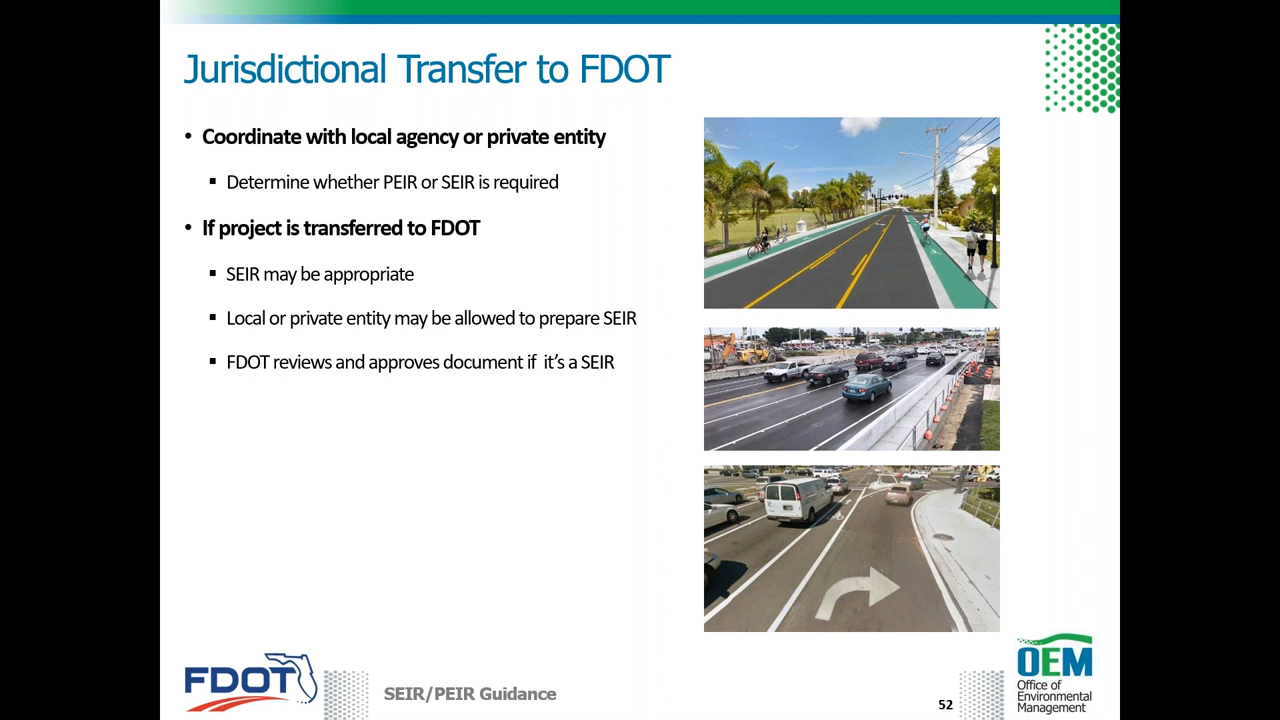 Jurisdictional Transfer to FDOT
• Coordinate with local agency or private entity
▪ Determine whether PEIR or SEIR is required
• If project is transferred to FDOT
▪ SEIR may be appropriate
▪ Local or private entity may be allowed to prepare SEIR
▪ FDOT reviews and approves document if it’s a SEIR
FDOT
SEIR/PEIR Guidance
52
OEM
Office of
Environmental
Management